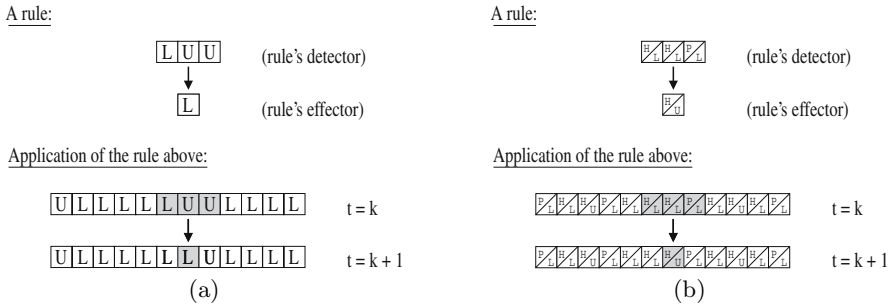 A rule:
L U U (rule's detector)
L (rule's effector)
Application of the rule above:
U L L L L L U U L L L L t = k
U L L L L L L U L L L L t = k + 1
(a)
A rule:
H L H L P L (rule's detector)
H U (rule's effector)
Application of the rule above:
P L H L H U P L H L H L H L P L H L H U H L P L t = k
P L H L H U P L H L H L H U P L H L H U H L P L t = k + 1
(b)